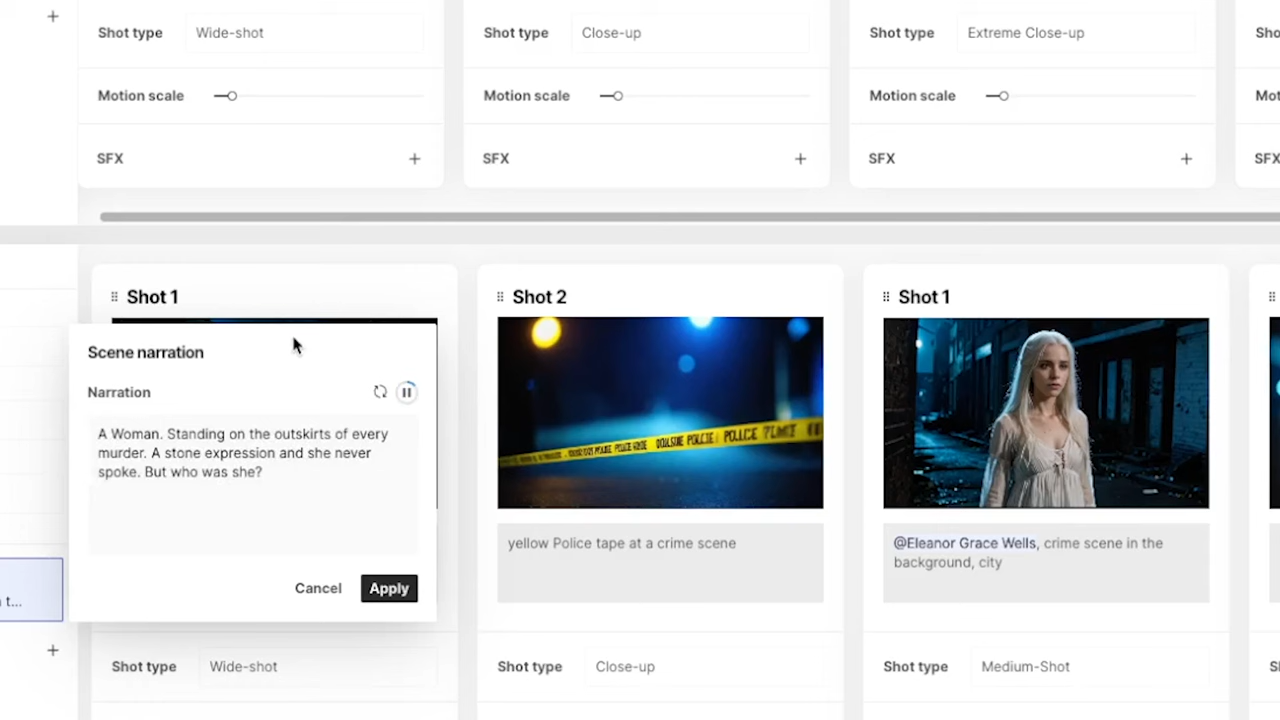 Shot type Wide-shot
Shot type Close-up
Shot type Extreme Close-up
Sho
Motion scale
Motion scale
Motion scale
Mot
SFX
SFX
SFX
SFX
Shot 1
Shot 2
Shot 1
Scene narration
Narration
A Woman. Standing on the outskirts of every
murder. A stone expression and she never
spoke. But who was she?
Cancel Apply
POLICE
yellow Police tape at a crime scene
@Eleanor Grace Wells, crime scene in the
background, city
t...
Shot type Wide-shot
Shot type Close-up
Shot type Medium-Shot